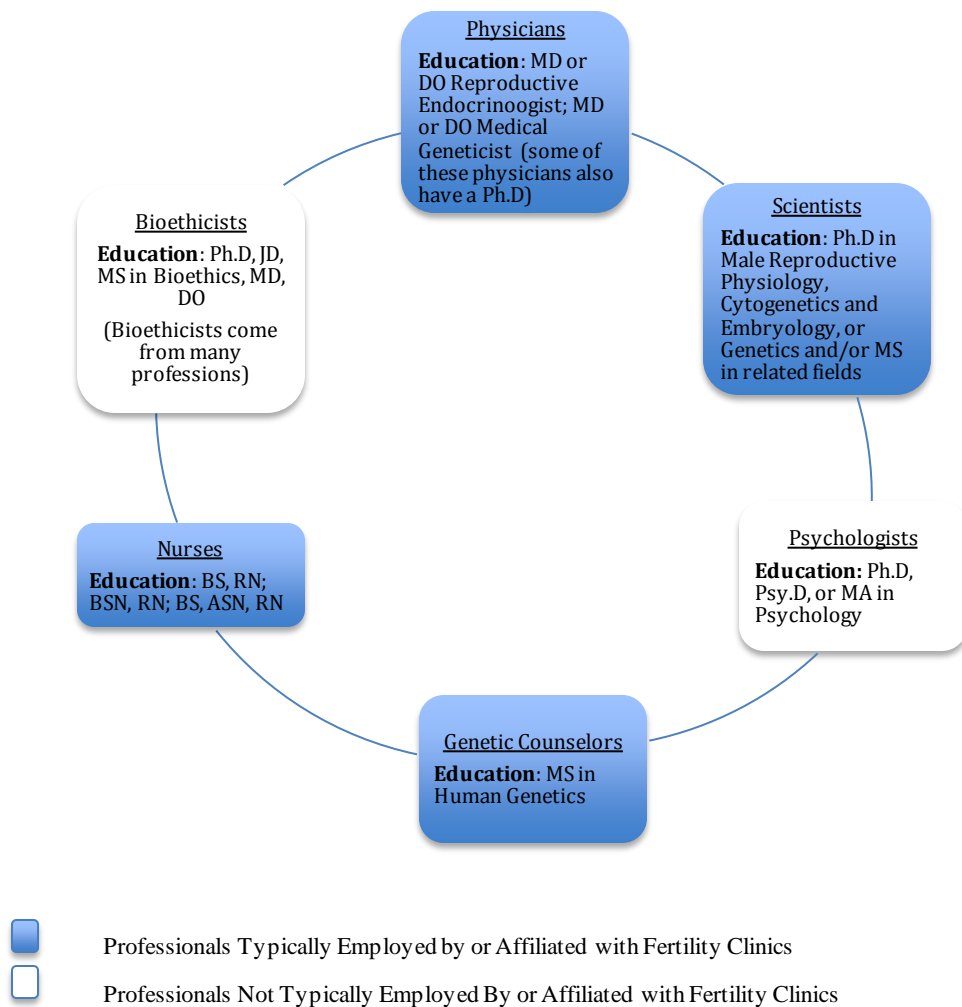 Physicians
Education: MD or
DO Reproductive
Endocrinoogist; MD
or DO Medical
Geneticist (some of
these physicians also
have a Ph.D)
Scientists
Education: Ph.D in
Male Reproductive
Physiology,
Cytogenetics and
Embryology, or
Genetics and/or MS
in related fields
Psychologists
Education: Ph.D,
Psy.D, or MA in
Psychology
Genetic Counselors
Education: MS in
Human Genetics
Nurses
Education: BS, RN;
BSN, RN; BS, ASN, RN
Bioethicists
Education: Ph.D, JD,
MS in Bioethics, MD,
DO
(Bioethicists come
from many
professions)
Professionals Typically Employed by or Affiliated with Fertility Clinics
Professionals Not Typically Employed By or Affiliated with Fertility Clinics